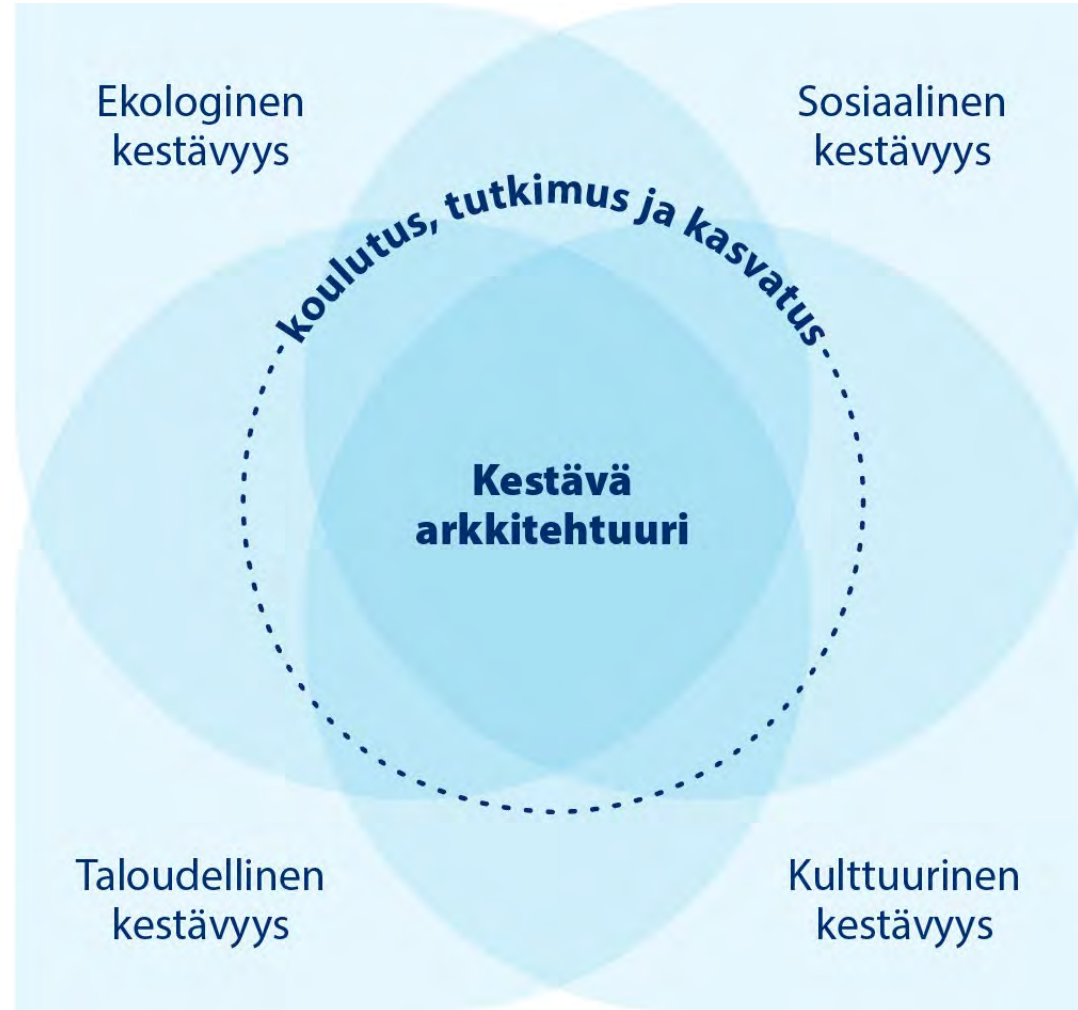 Ekologinen
kestävyys
Sosiaalinen
kestävyys
koulutus, tutkimus ja kasvatus
Kestävä
arkkitehtuuri
Taloudellinen
kestävyys
Kulttuurinen
kestävyys